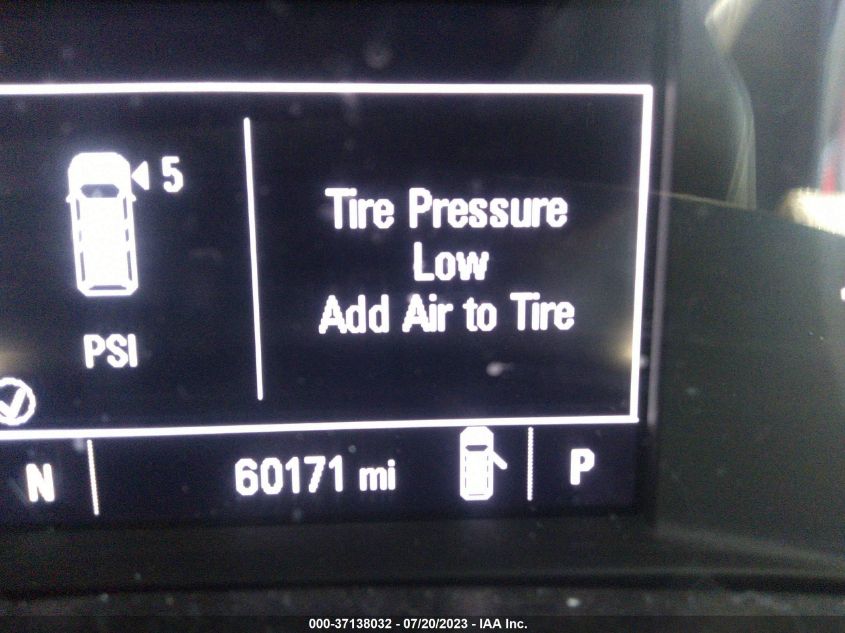 5
Tire Pressure
Low
Add Air to Tire
PSI
N
60171 mi
P
000-37138032 - 07/20/2023 - IAA Inc.